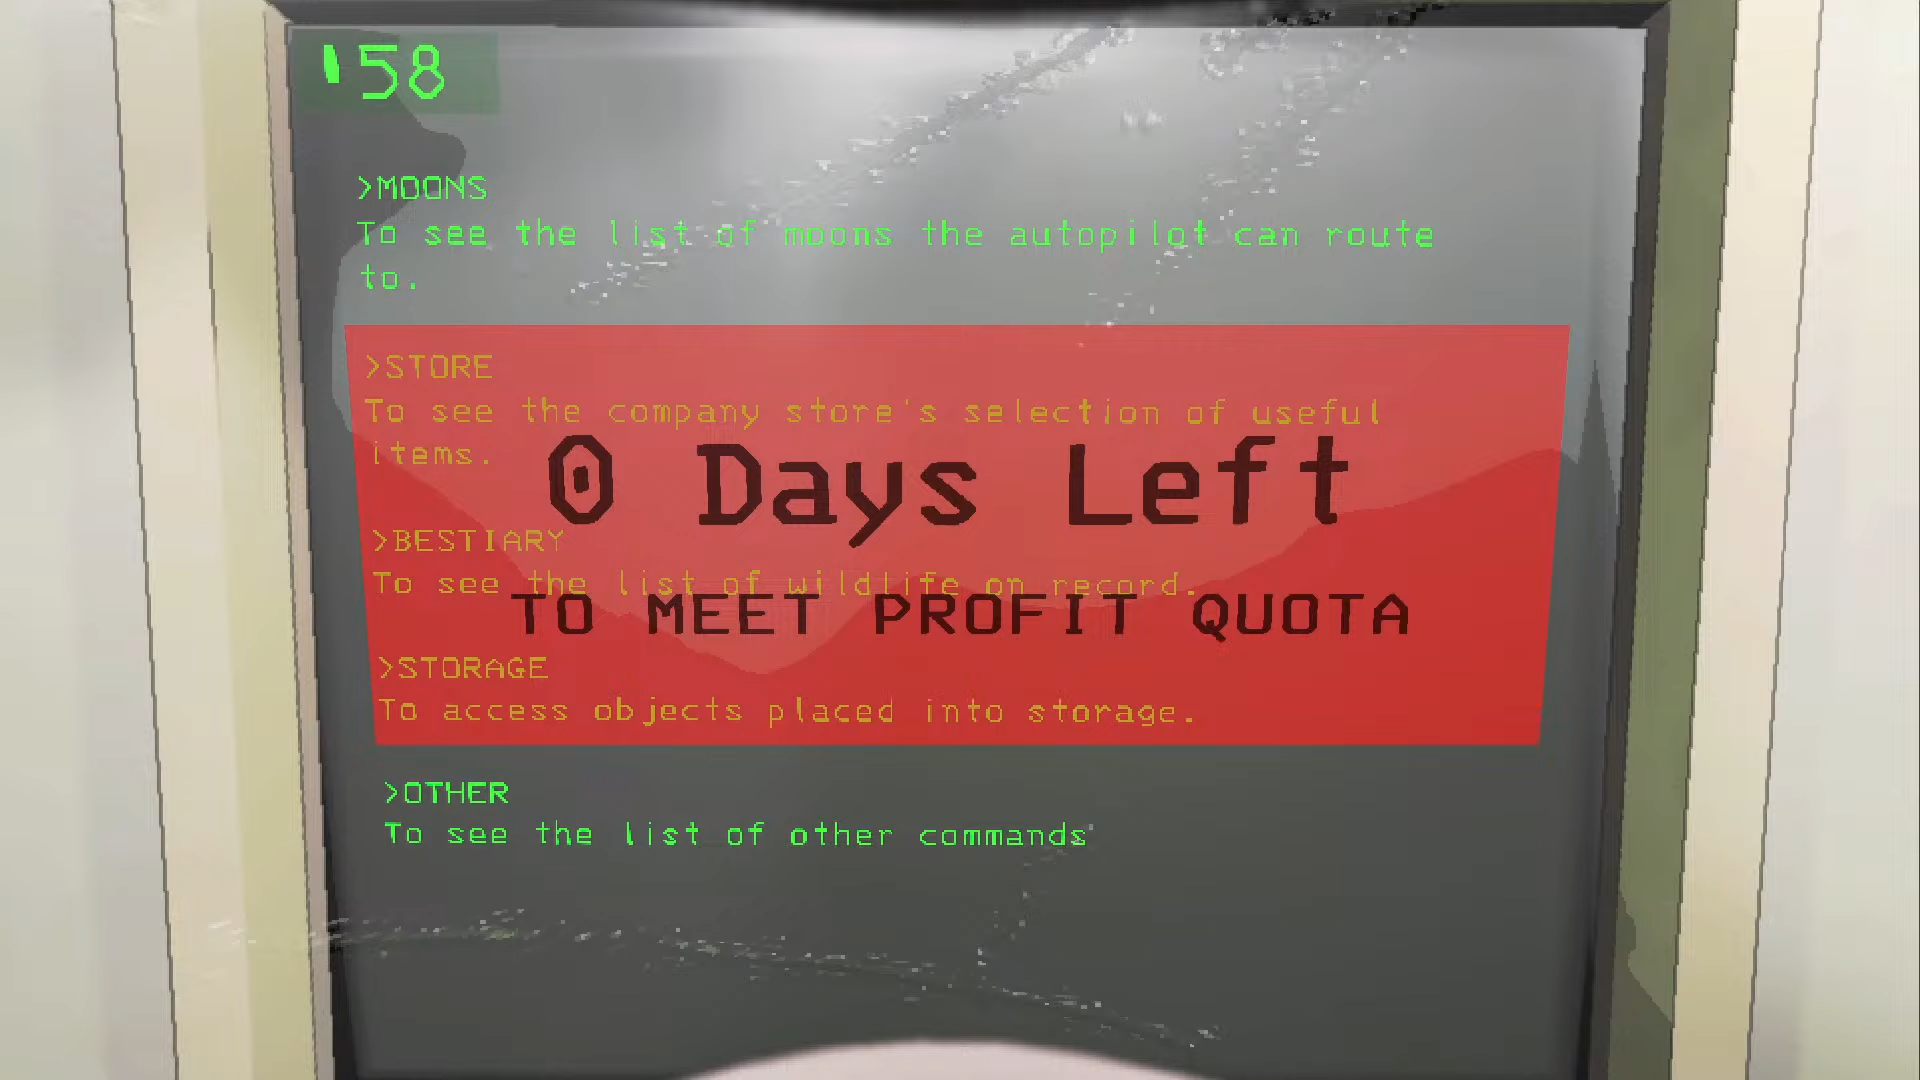 58
>MOONS
To see the list of moons the autopilot can route
to.
>STORE
To see the company store's selection of useful
items.
0 Days Left
>BESTIARY
To see the list of wildlife on record.
TO MEET PROFIT QUOTA
>STORAGE
To access objects placed into storage.
>OTHER
To see the list of other commands